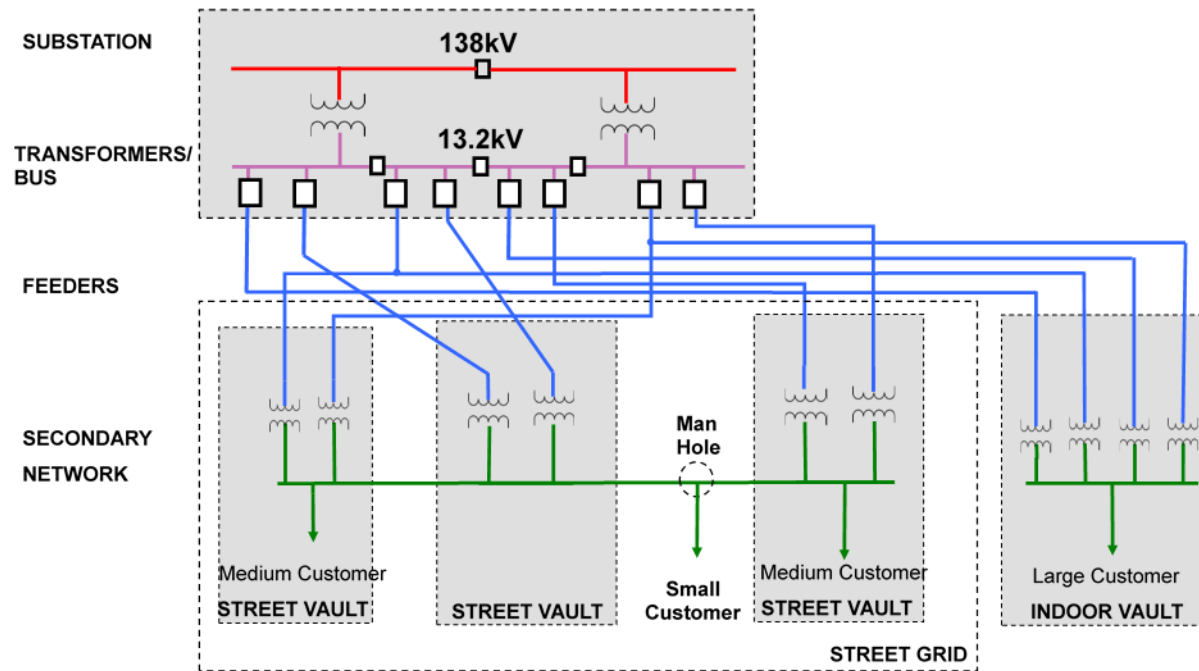 SUBSTATION
138kV
TRANSFORMERS/
BUS
13.2kV
FEEDERS
SECONDARY
NETWORK
Man
Hole
Medium Customer
STREET VAULT
STREET VAULT
Small
Customer
Medium Customer
STREET VAULT
Large Customer
INDOOR VAULT
STREET GRID